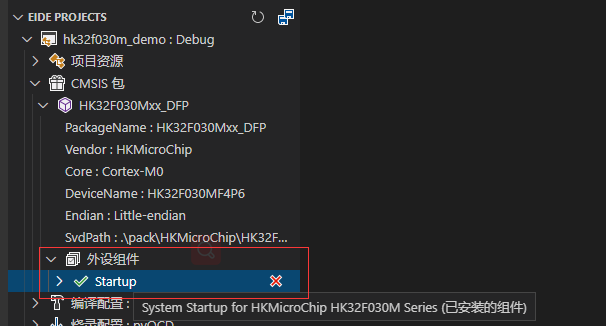 EIDE PROJECTS
hk32f030m_demo : Debug
项目资源
CMSIS 包
HK32F030Mxx_DFP
PackageName : HK32F030Mxx_DFP
Vendor : HKMicroChip
Core : Cortex-M0
DeviceName : HK32F030MF4P6
Endian : Little-endian
SvdPath : .\pack\HKMicroChip\HK32F...
外设组件
Startup
编译配置 :
System Startup for HKMicroChip HK32F030M Series (已安装的组件)
烧录配置 : pyOCD